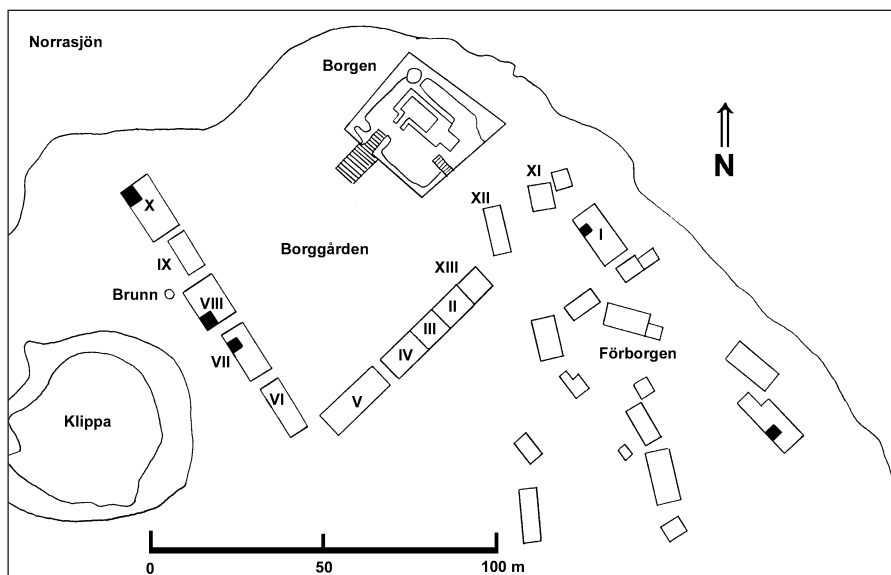 Norrasjön
Borgen
N
XI
X
XII
I
Borggården
IX
XIII
Brunn
VIII
II
III
VII
IV
Förborgen
VI
V
Klippa
0
50
100 m